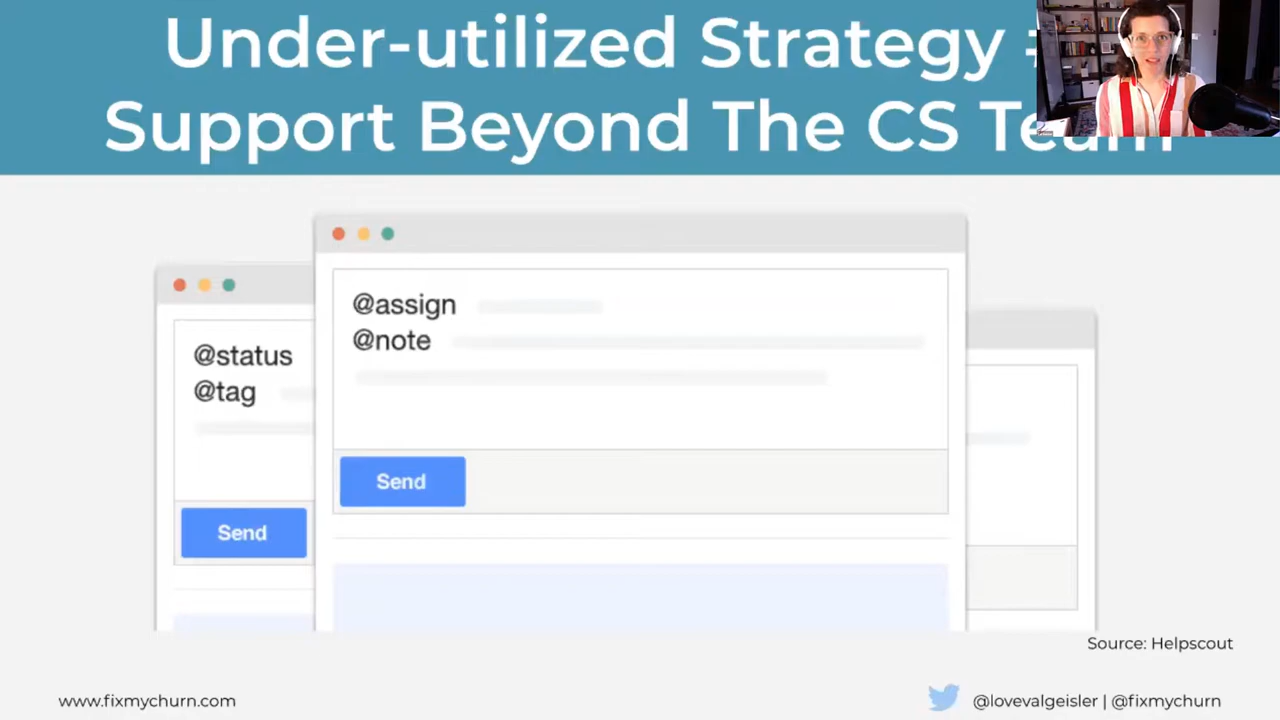 Under-utilized Strategy
Support Beyond The CS Team
@assign
@note
@status
@tag
Send
Send
Source: Helpscout
www.fixmychurn.com
@lovevalgeisler | @fixmychurn